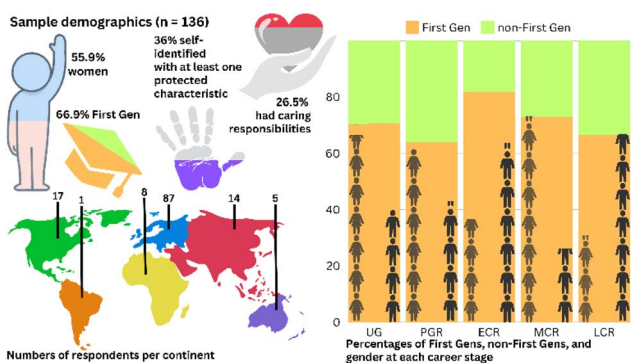 Sample demographics (n = 136)
55.9%
women
36% self-
identified
with at least one
protected
characteristic
66.9% First Gen
26.5%
had caring
responsibilities
17
1
8
87
14
5
Numbers of respondents per continent
First Gen
non-First Gen
80
60
40
20
0
UG
PGR
ECR
MCR
LCR
Percentages of First Gens, non-First Gens, and
gender at each career stage